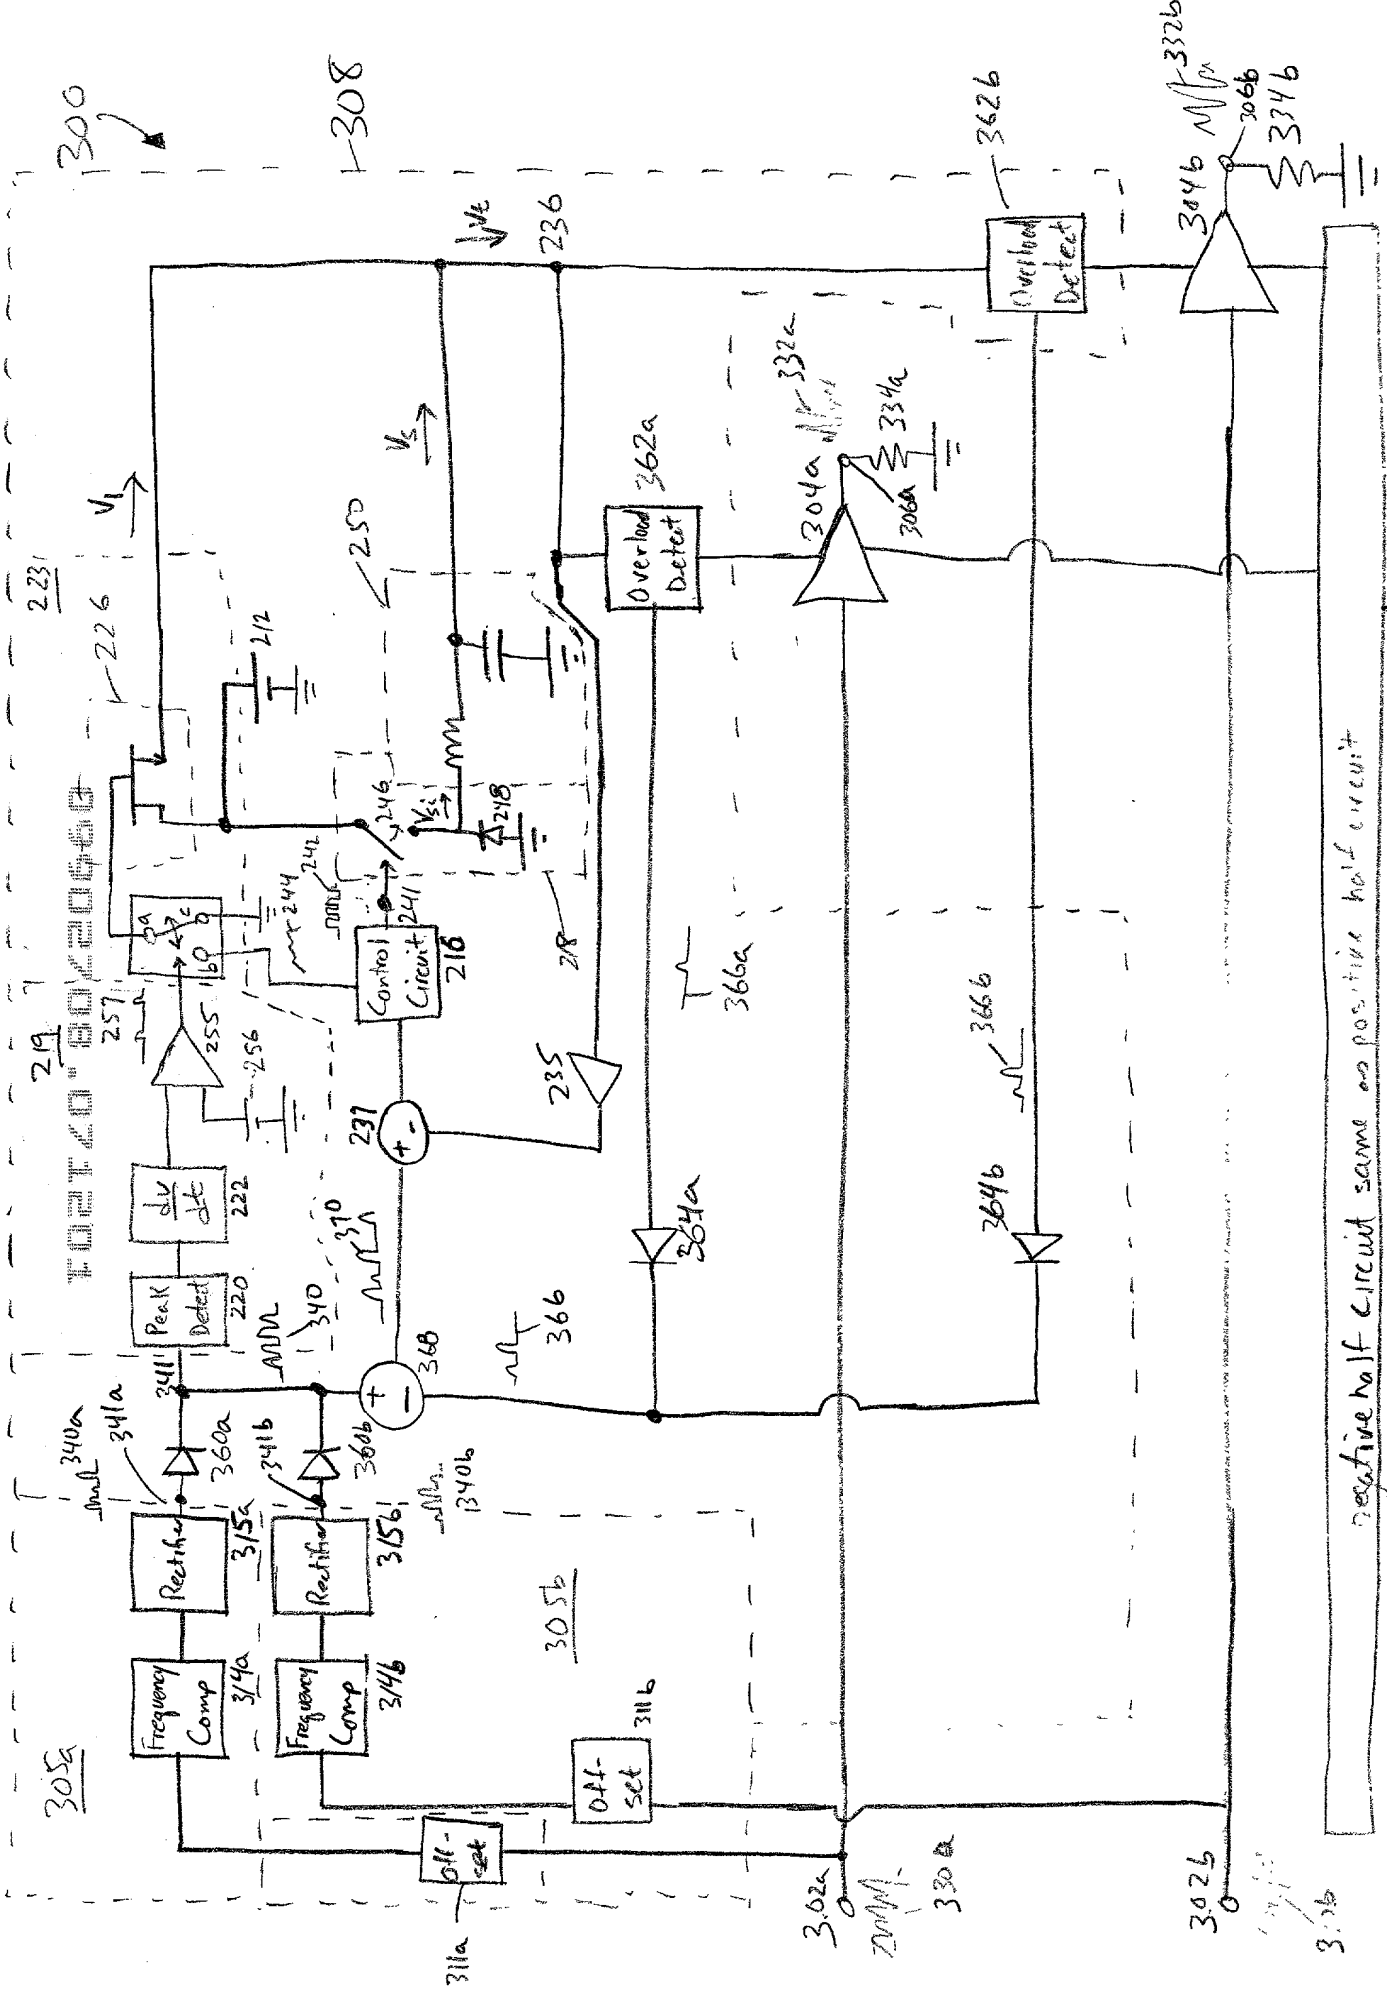 300
308
305a
219
223
226
10210780Z20660
V1
257
255
256
a
c
b
Frequency
Comp
314a
Rectifier
315a
340a
341a
360a
341
Peak
Detect
220
dv
dt
222
212
Frequency
Comp
314b
Rectifier
315b
340b
341b
360b
340
370
+
-
368
+ -
237
Control
Circuit
216
244
242
241
246
Vsi
248
218
250
Vs
Vt
236
235
305b
Off-
set
311a
Off-
set
311b
366
364a
366a
Overload
Detect
362a
304a
332a
306a
334a
364b
366b
Overload
Detect
362b
304b
332b
306b
334b
302a
330a
302b
negative half circuit same as positive half circuit